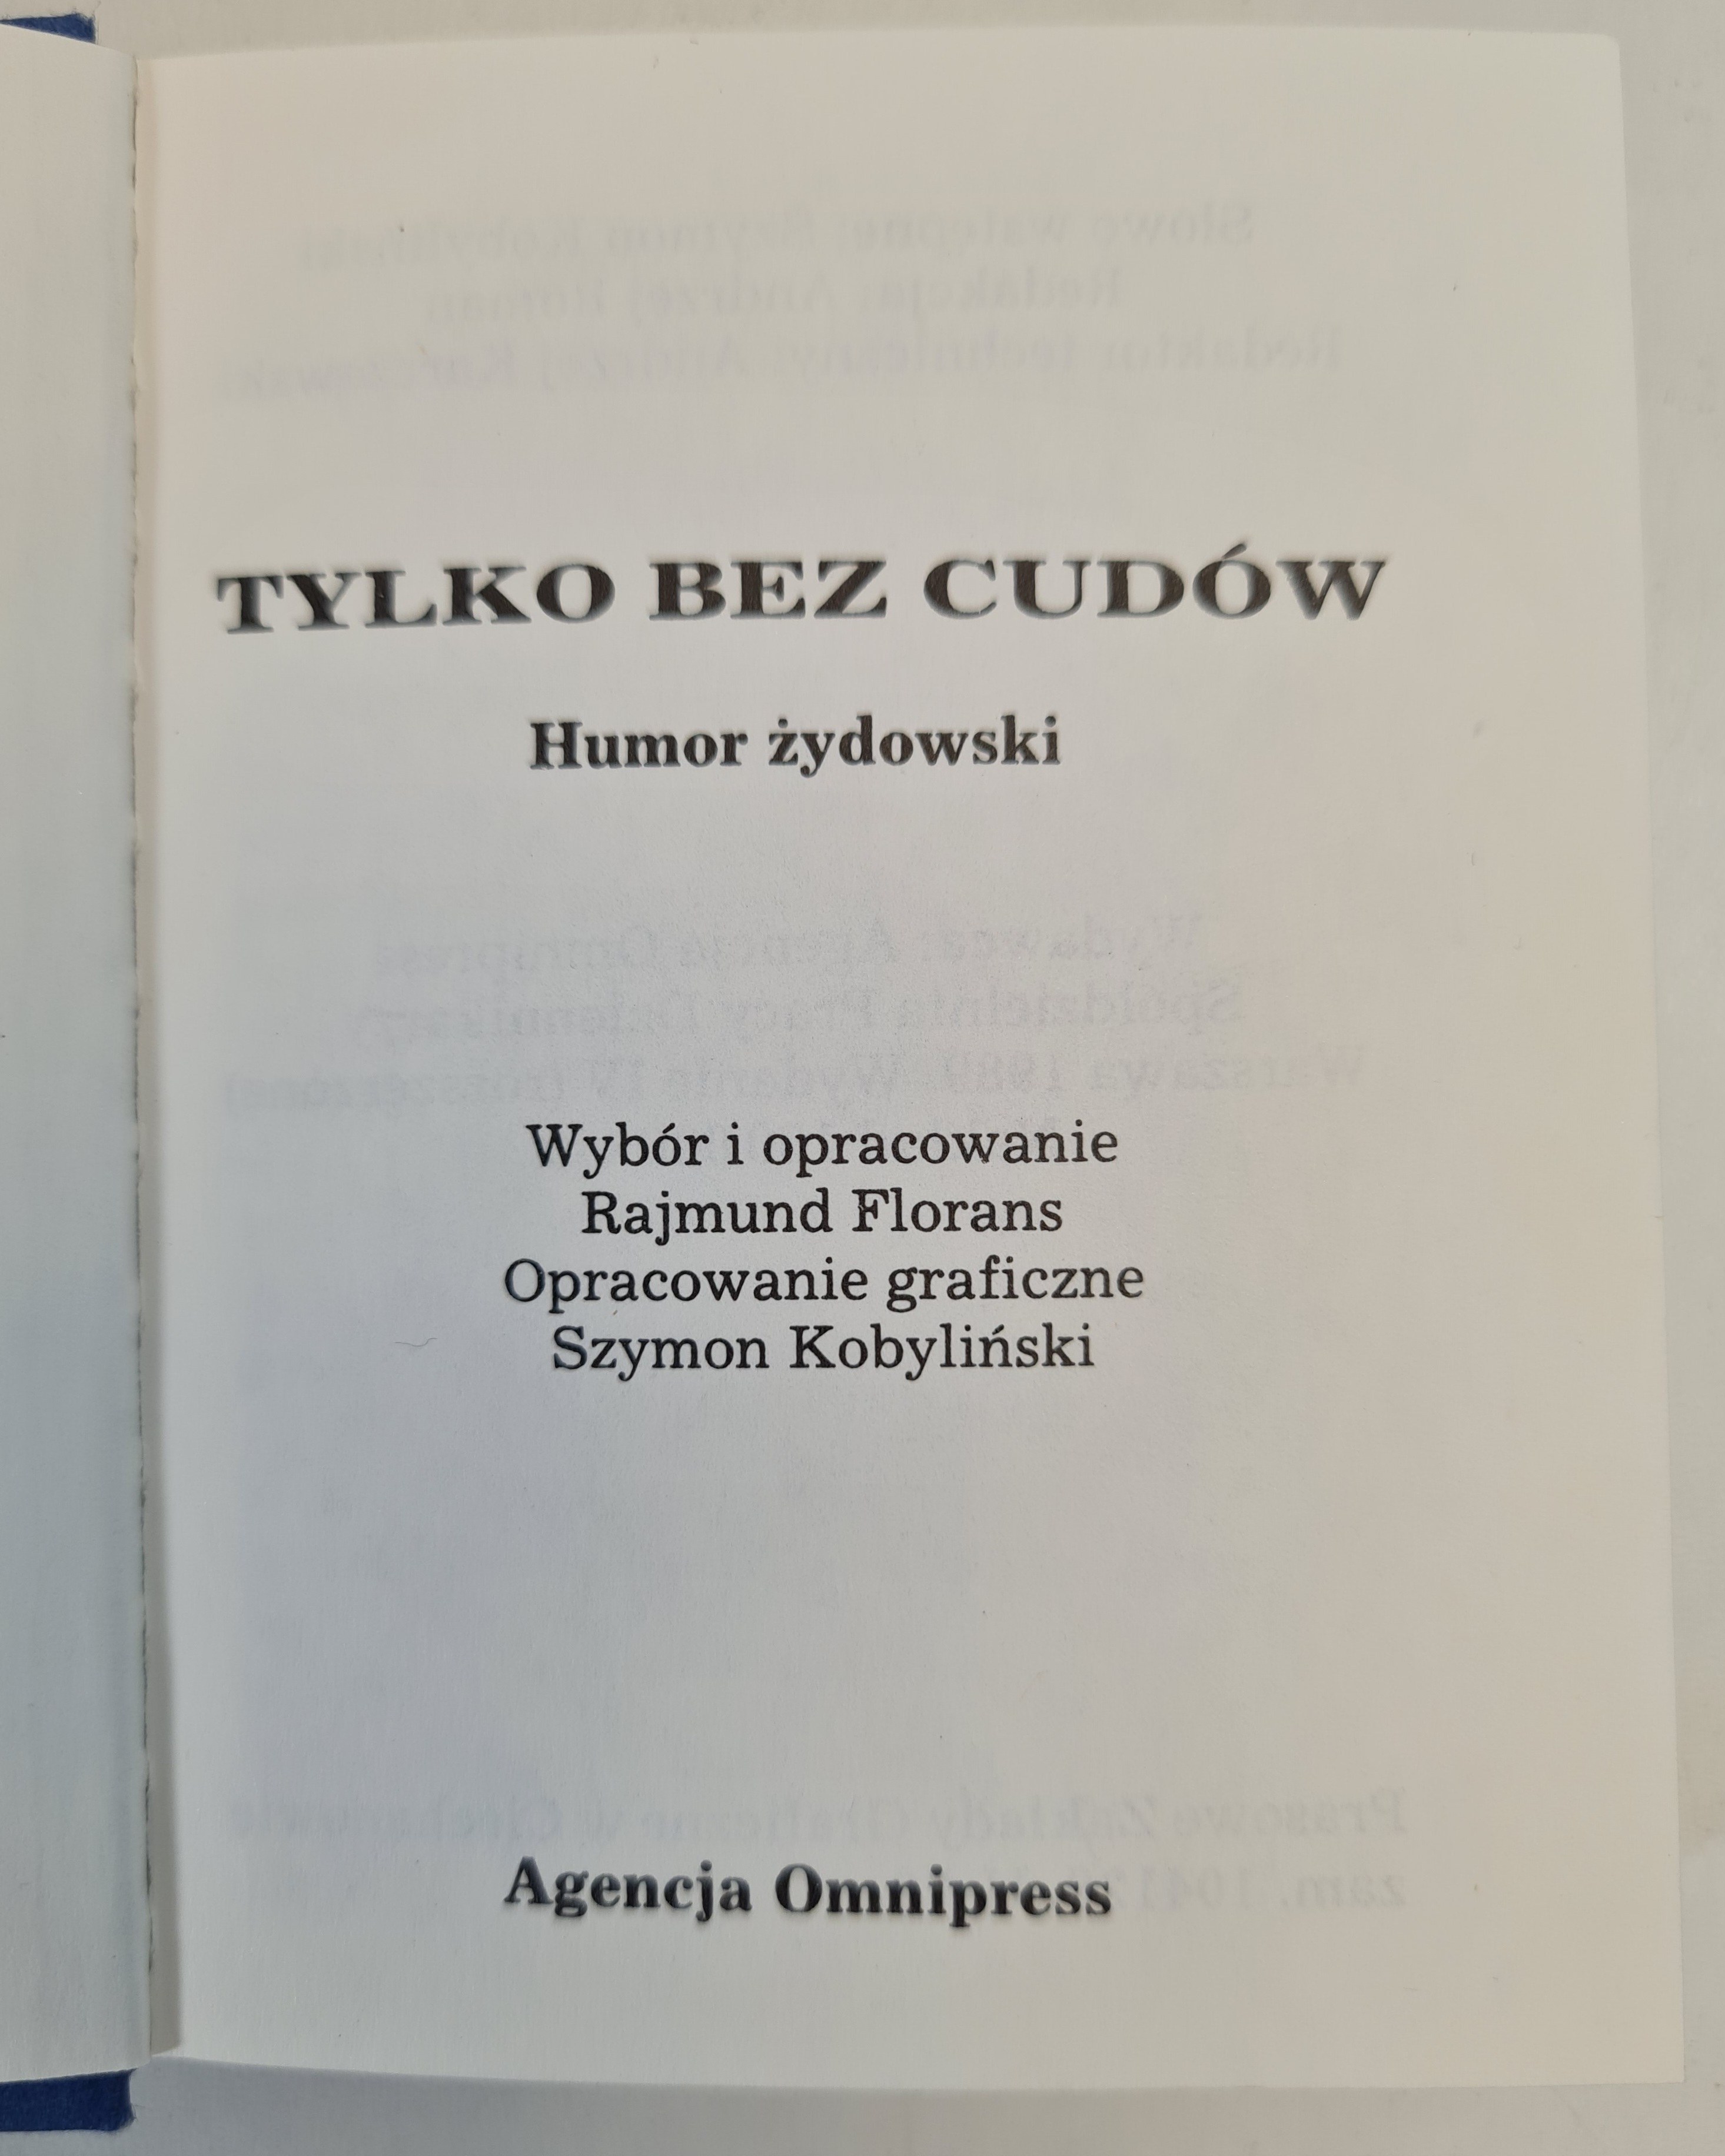 TYLKO BEZ CUDÓW
Humor żydowski
Wybór i opracowanie
Rajmund Florans
Opracowanie graficzne
Szymon Kobyliński
Agencja Omnipress